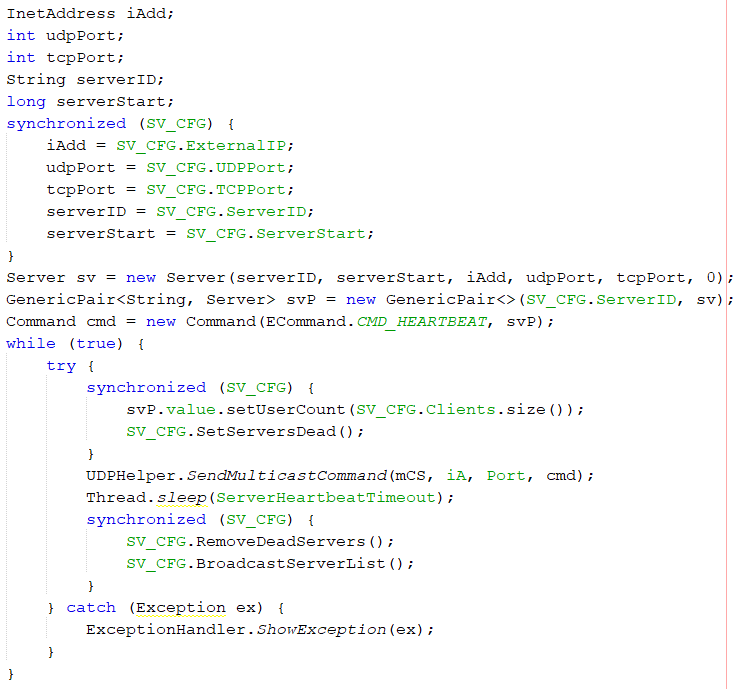 InetAddress iAdd;
int udpPort;
int tcpPort;
String serverID;
long serverStart;
synchronized (SV_CFG) {
    iAdd = SV_CFG.ExternalIP;
    udpPort = SV_CFG.UDPPort;
    tcpPort = SV_CFG.TCPPort;
    serverID = SV_CFG.ServerID;
    serverStart = SV_CFG.ServerStart;
}
Server sv = new Server(serverID, serverStart, iAdd, udpPort, tcpPort, 0);
GenericPair<String, Server> svP = new GenericPair<>(SV_CFG.ServerID, sv);
Command cmd = new Command(ECommand.CMD_HEARTBEAT, svP);
while (true) {
    try {
        synchronized (SV_CFG) {
            svP.value.setUserCount(SV_CFG.Clients.size());
            SV_CFG.SetServersDead();
        }
        UDPHelper.SendMulticastCommand(mCS, iA, Port, cmd);
        Thread.sleep(ServerHeartbeatTimeout);
        synchronized (SV_CFG) {
            SV_CFG.RemoveDeadServers();
            SV_CFG.BroadcastServerList();
        }
    } catch (Exception ex) {
        ExceptionHandler.ShowException(ex);
    }
}